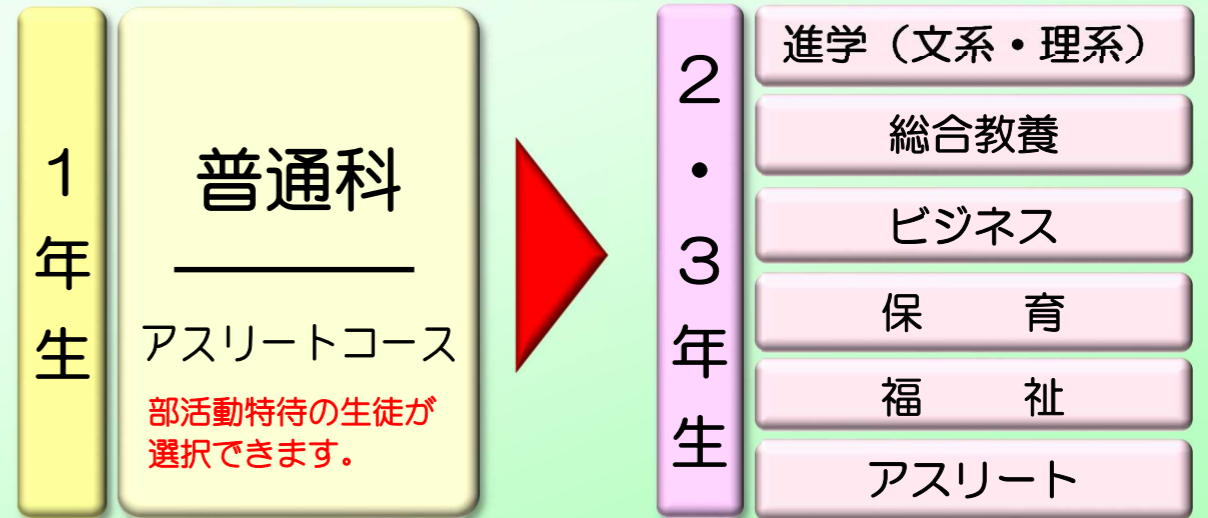 1年生
普通科
アスリートコース
部活動特待の生徒が
選択できます。
2・3年生
進学（文系・理系）
総合教養
ビジネス
保　育
福　祉
アスリート